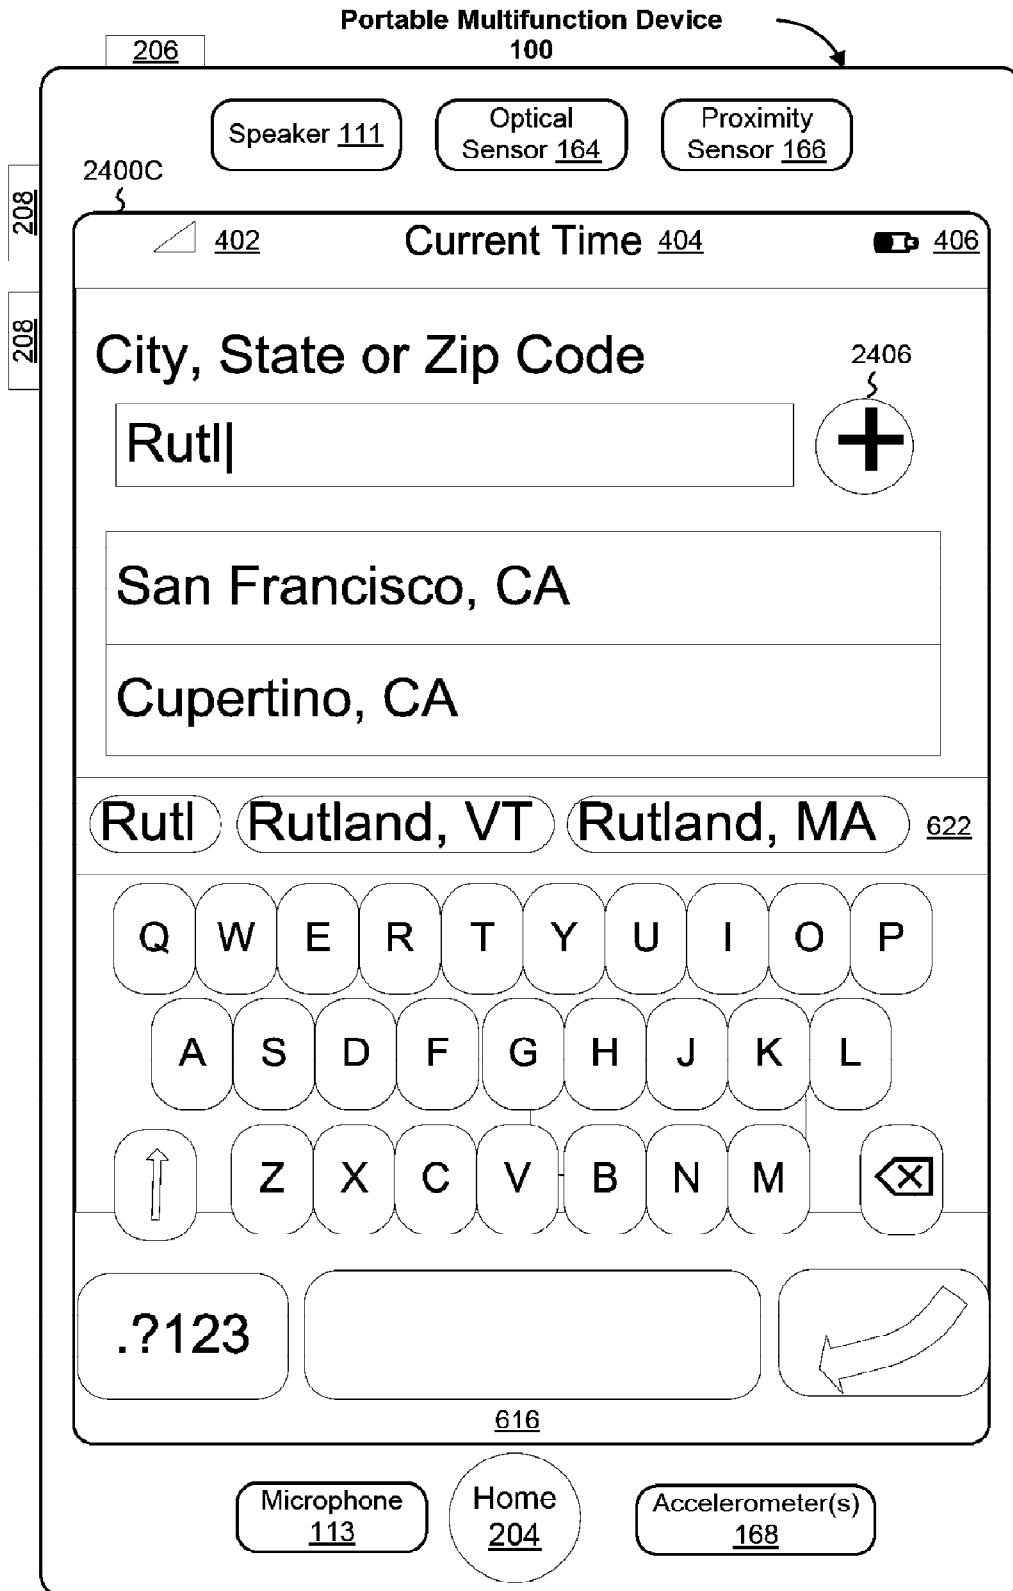 Portable Multifunction Device
100
206
Speaker 111
Optical
Sensor 164
Proximity
Sensor 166
2400C
208
402
Current Time 404
406
208
City, State or Zip Code
2406
Rutl
San Francisco, CA
Cupertino, CA
Rutl
Rutland, VT
Rutland, MA
622
Q W E R T Y U I O P
A S D F G H J K L
Z X C V B N M
.?123
616
Microphone
113
Home
204
Accelerometer(s)
168